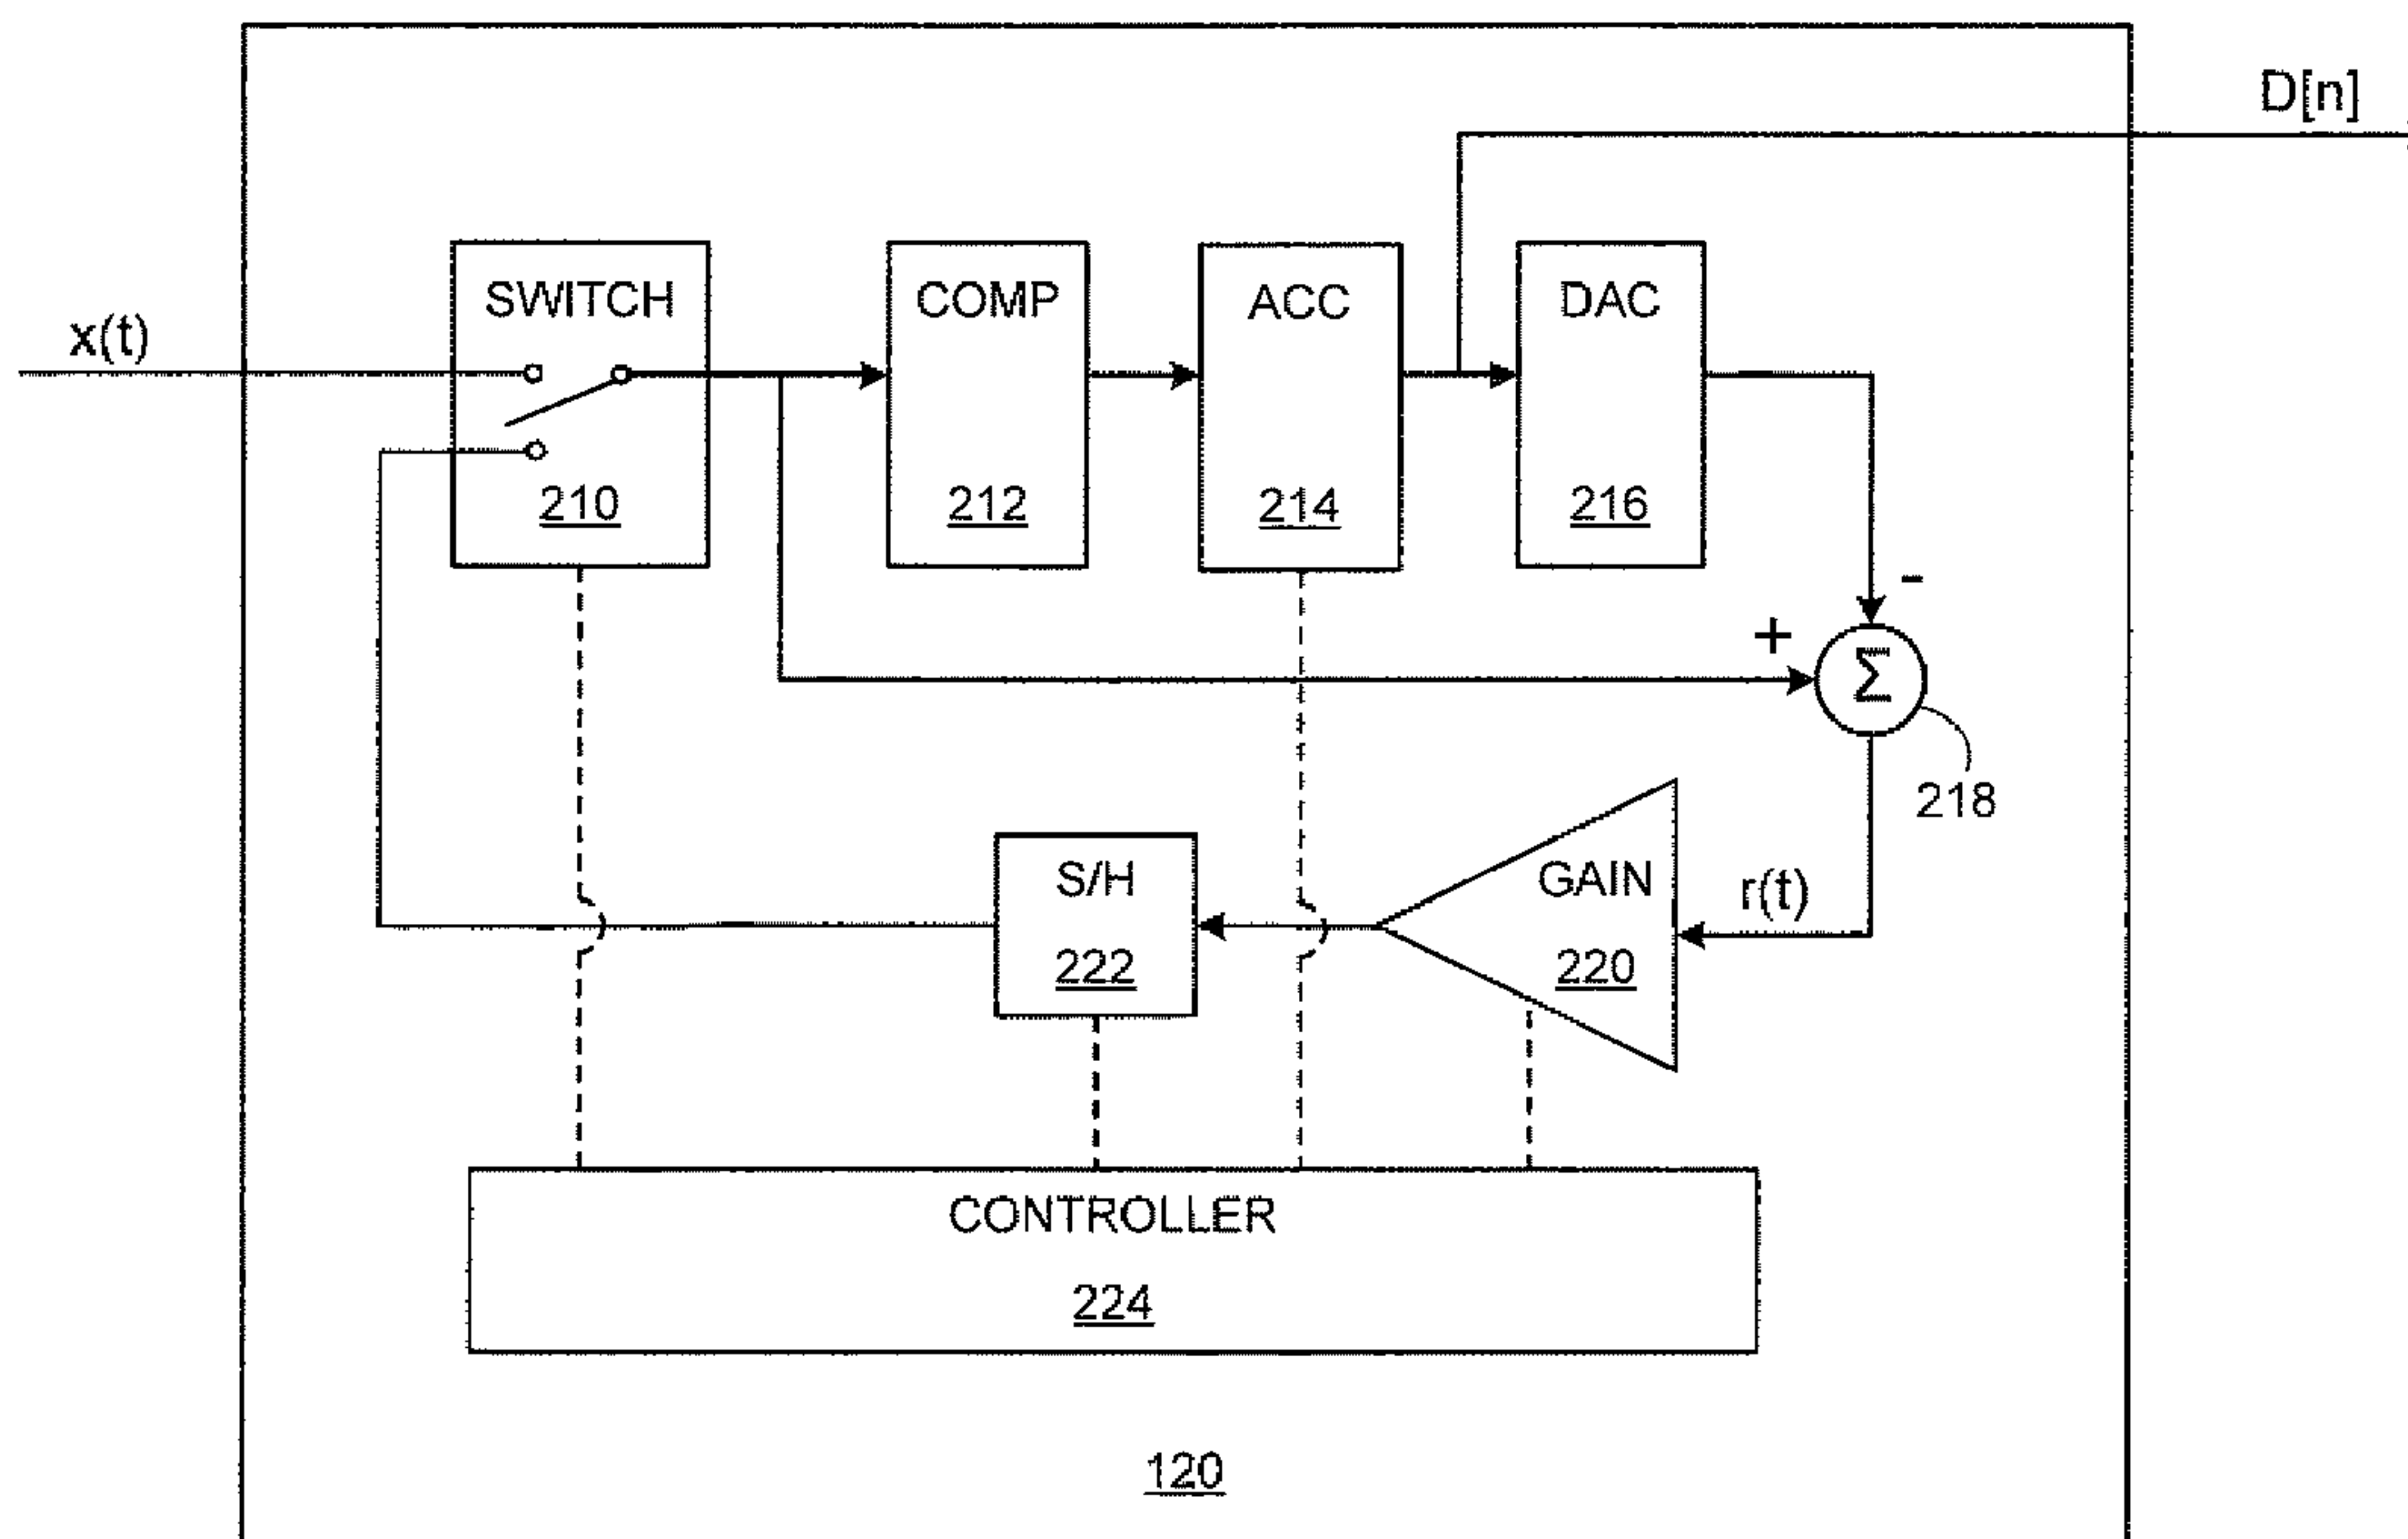 D[n]
x(t)
SWITCH
210
COMP
212
ACC
214
DAC
216
-
+
Σ
218
S/H
222
GAIN
220
r(t)
CONTROLLER
224
120